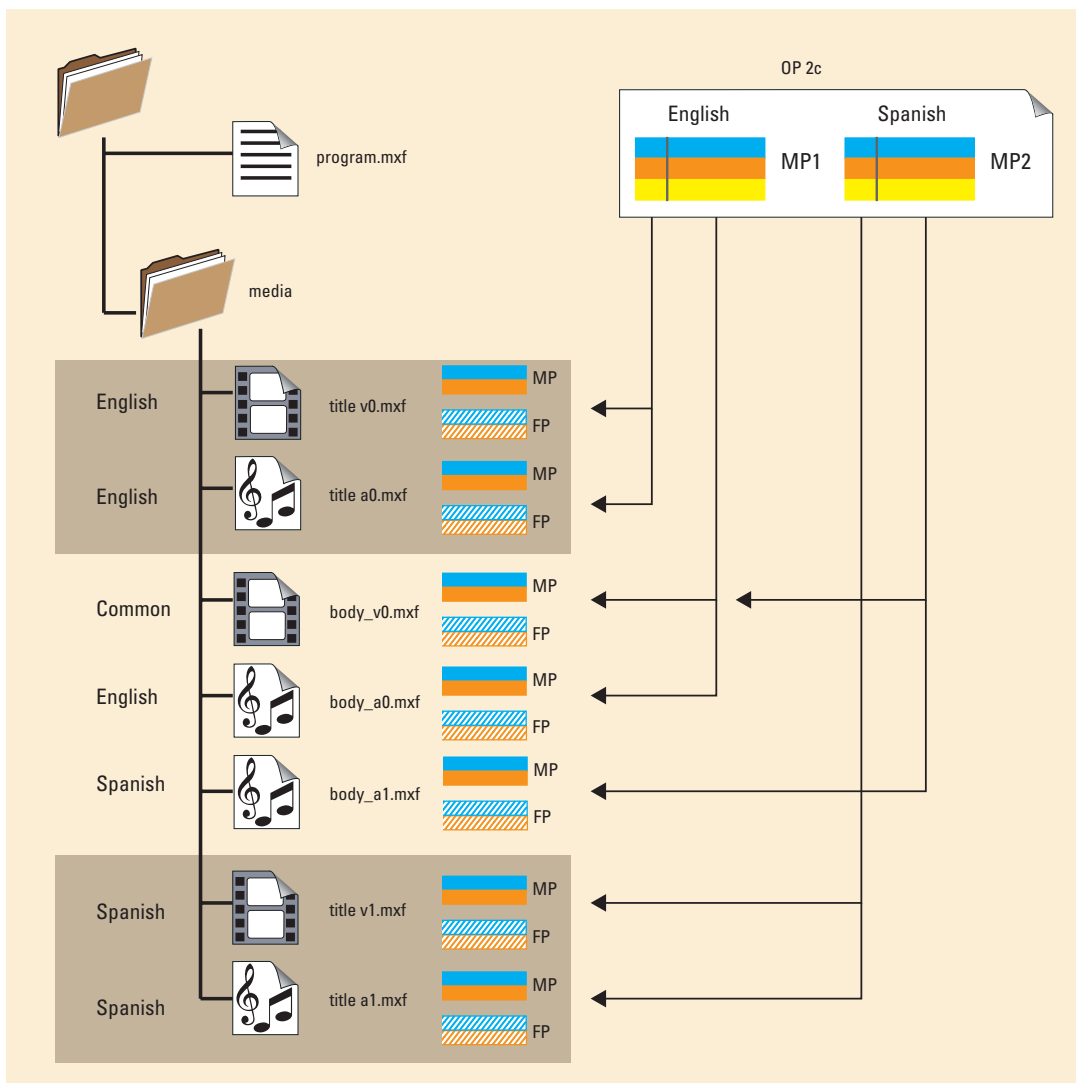 OP 2c
English Spanish
MP1 MP2
program.mxf
media
English title v0.mxf MP
FP
English title a0.mxf MP
FP
Common body_v0.mxf MP
FP
English body_a0.mxf MP
FP
Spanish body_a1.mxf MP
FP
Spanish title v1.mxf MP
FP
Spanish title a1.mxf MP
FP